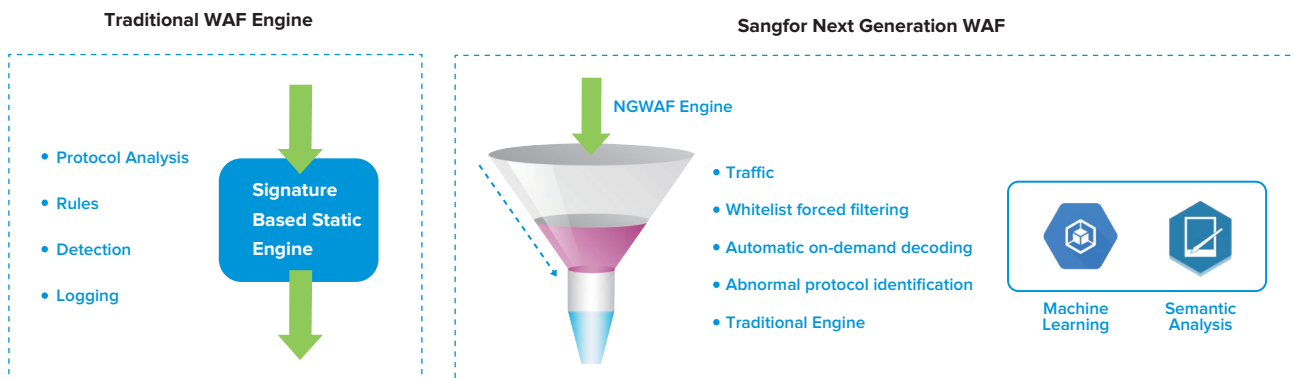 Traditional WAF Engine
• Protocol Analysis
• Rules
• Detection
• Logging
Signature
Based Static
Engine
Sangfor Next Generation WAF
NGWAF Engine
• Traffic
• Whitelist forced filtering
• Automatic on-demand decoding
• Abnormal protocol identification
• Traditional Engine
Machine
Learning
Semantic
Analysis